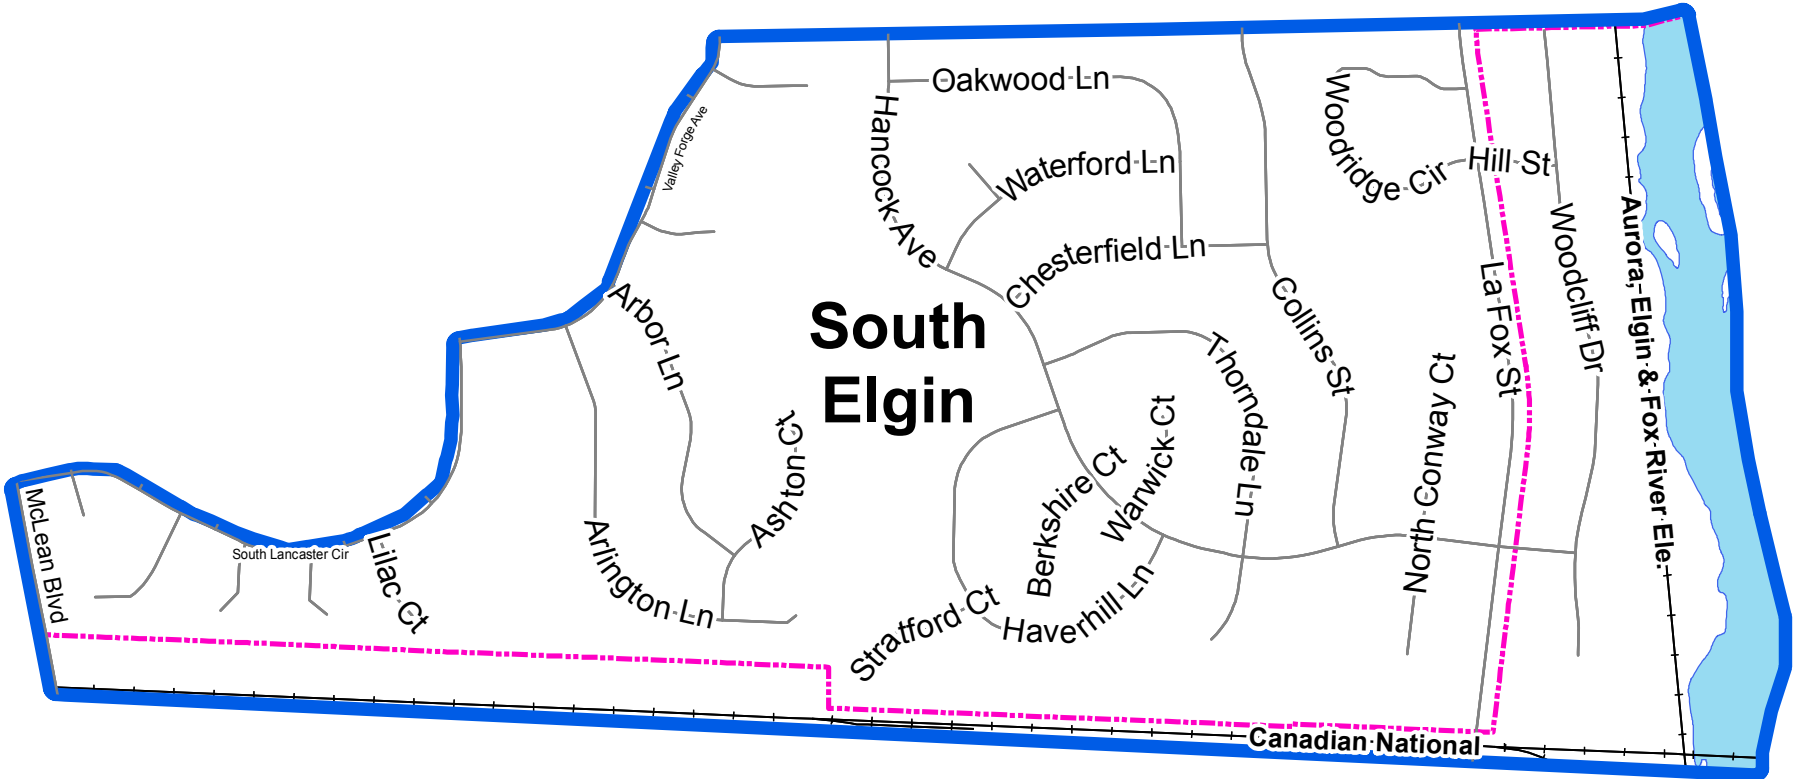 Oakwood Ln
Hancock Ave
Valley Forge Ave
Waterford Ln
Woodridge Cir
Hill St
Chesterfield Ln
Arbor Ln
South
Elgin
Collins St
La Fox St
Woodcliff Dr
Aurora, Elgin & Fox River Ele.
Thorndale Ln
North Conway Ct
Ashton Ct
Berkshire Ct
Warwick Ct
McLean Blvd
South Lancaster Cir
Lilac Ct
Arlington Ln
Stratford Ct
Haverhill Ln
Canadian National